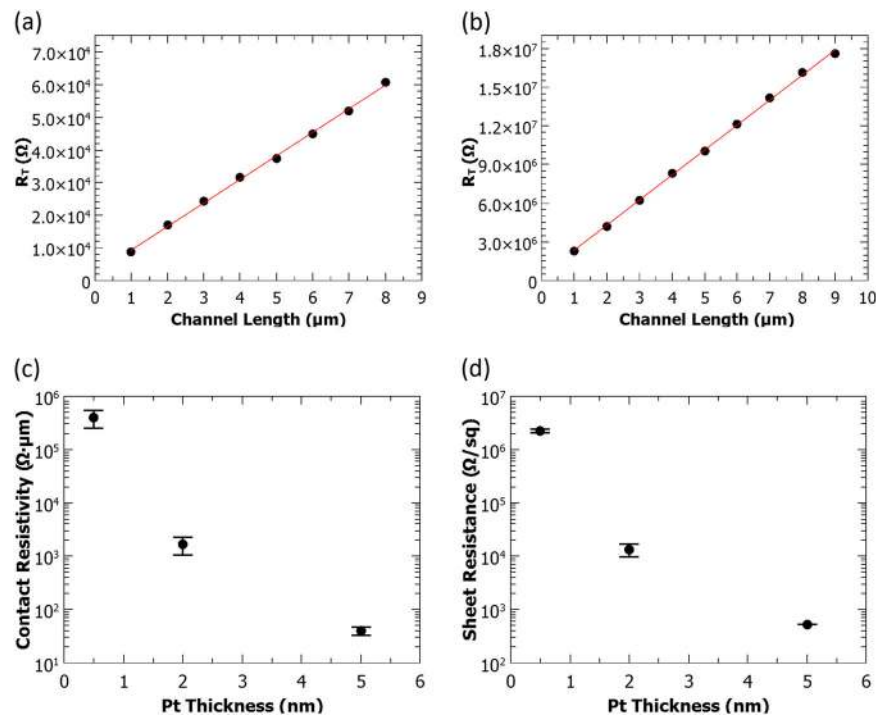 (a)
7.0×10⁴
6.0×10⁴
5.0×10⁴
4.0×10⁴
3.0×10⁴
2.0×10⁴
1.0×10⁴
0
R_T (Ω)
0 1 2 3 4 5 6 7 8 9
Channel Length (µm)
(b)
1.8×10⁷
1.2×10⁷
9.0×10⁶
6.0×10⁶
3.0×10⁶
0
R_T (Ω)
0 1 2 3 4 5 6 7 8 9 10
Channel Length (µm)
(c)
10⁶
10⁵
10⁴
10³
10²
10¹
Contact Resistivity (Ω·µm)
0 1 2 3 4 5 6
Pt Thickness (nm)
(d)
10⁷
10⁶
10⁵
10⁴
10³
10²
Sheet Resistance (Ω/sq)
0 1 2 3 4 5 6
Pt Thickness (nm)